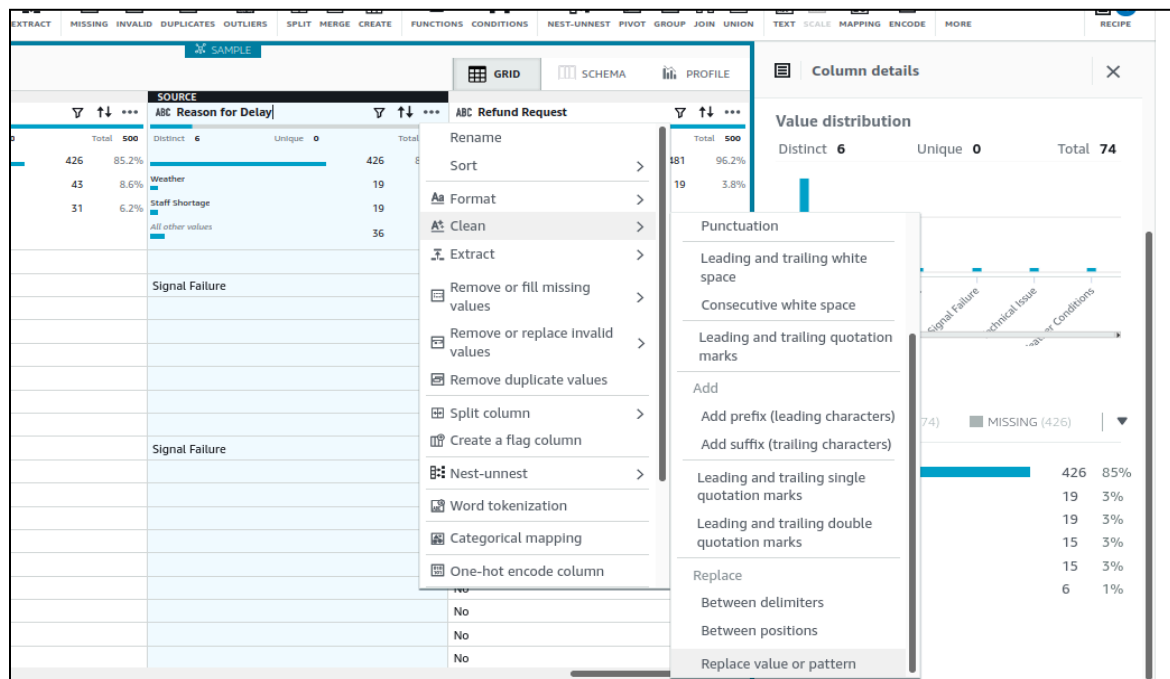 EXTRACT MISSING INVALID DUPLICATES OUTLIERS SPLIT MERGE CREATE FUNCTIONS CONDITIONS NEST-UNNEST PIVOT GROUP JOIN UNION TEXT SCALE MAPPING ENCODE MORE RECIPE
SAMPLE
GRID SCHEMA PROFILE
Column details
SOURCE
ABC Reason for Delay
ABC Refund Request
Value distribution
Total 500
Distinct 6 Unique 0 Total
Total 500
Distinct 6 Unique 0 Total 74
426 85.2%
43 8.6%
31 6.2%
426
Weather 19
Staff Shortage 19
All other values 36
481 96.2%
19 3.8%
Signal Failure
Signal Failure
Rename
Sort
Format
Clean
Extract
Remove or fill missing
values
Remove or replace invalid
values
Remove duplicate values
Split column
Create a flag column
Nest-unnest
Word tokenization
Categorical mapping
One-hot encode column
No
No
No
No
Punctuation
Leading and trailing white
space
Consecutive white space
Leading and trailing quotation
marks
Add
Add prefix (leading characters)
Add suffix (trailing characters)
Leading and trailing single
quotation marks
Leading and trailing double
quotation marks
Replace
Between delimiters
Between positions
Replace value or pattern
Signal Failure
Issue
Conditions
74) MISSING (426)
426 85%
19 3%
19 3%
15 3%
15 3%
6 1%